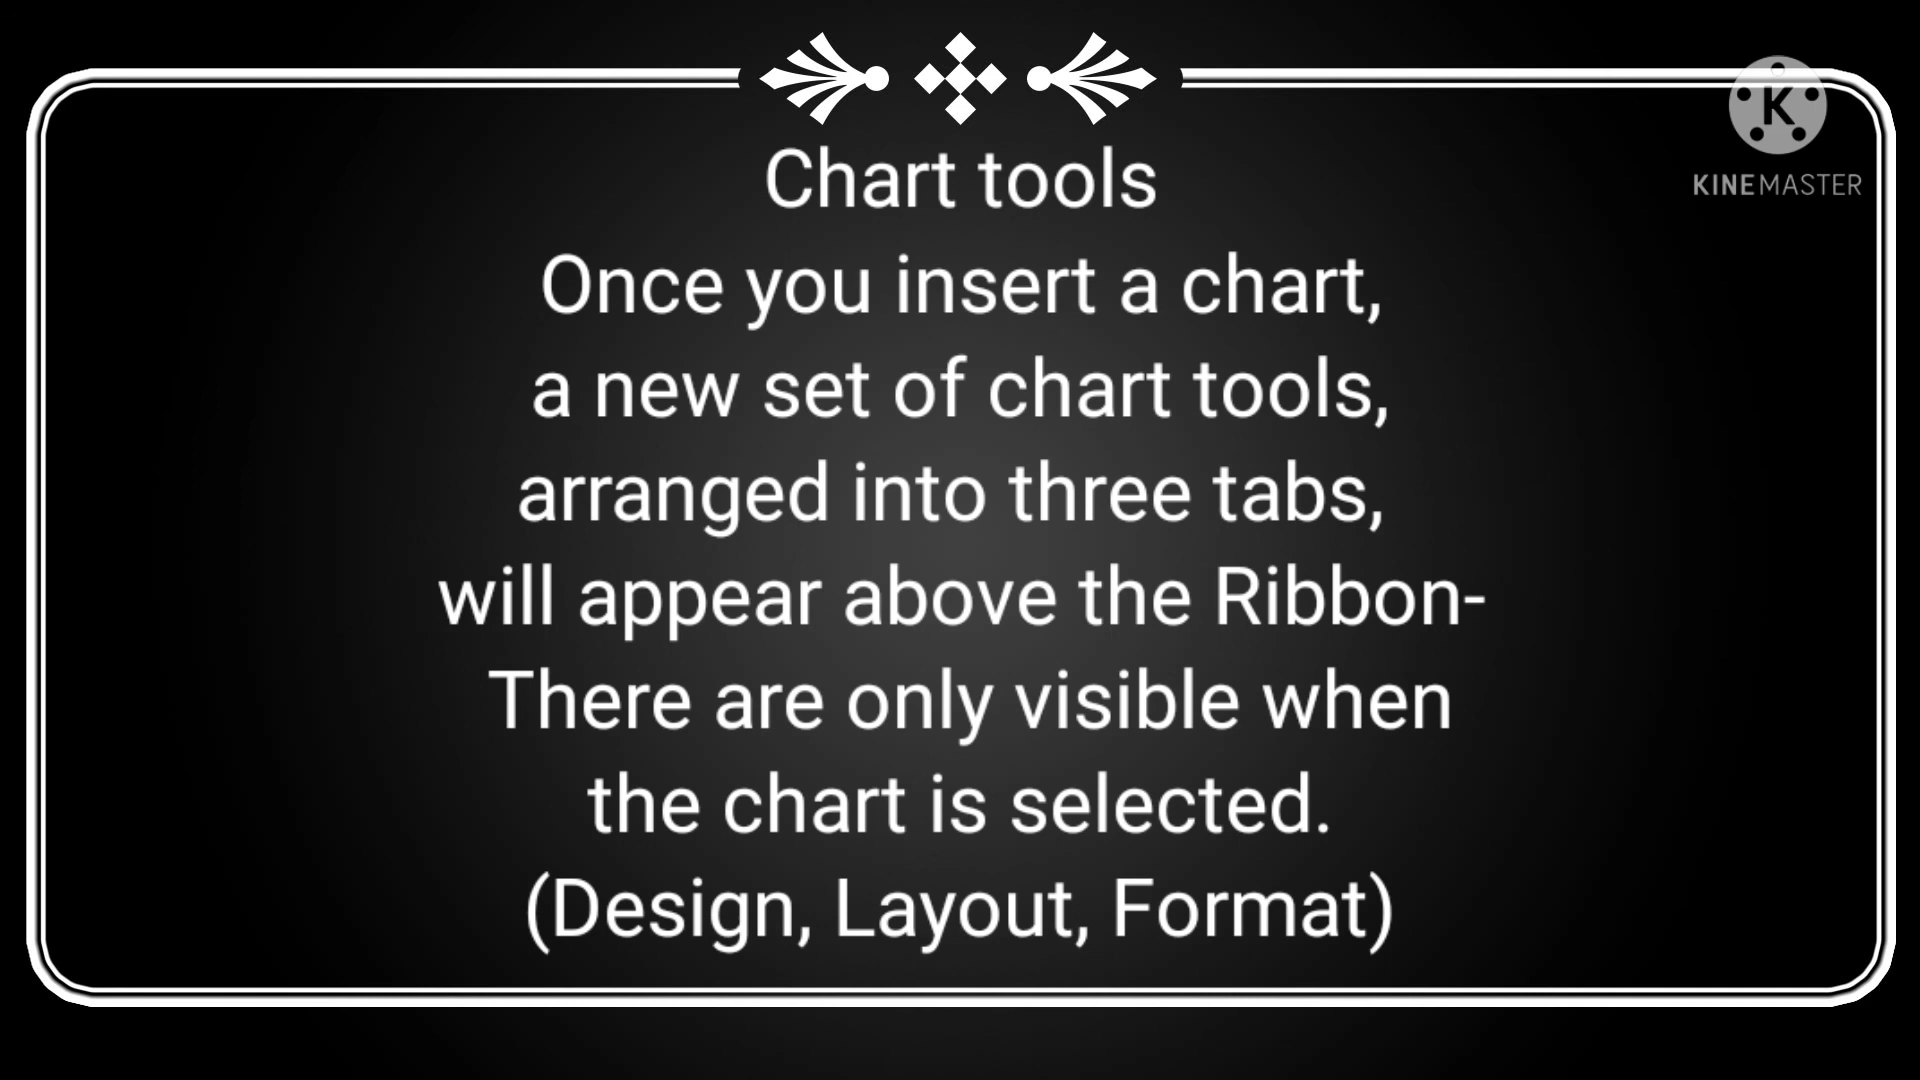 Chart tools
Once you insert a chart,
a new set of chart tools,
arranged into three tabs,
will appear above the Ribbon-
There are only visible when
the chart is selected.
(Design, Layout, Format)
K
KINEMASTER